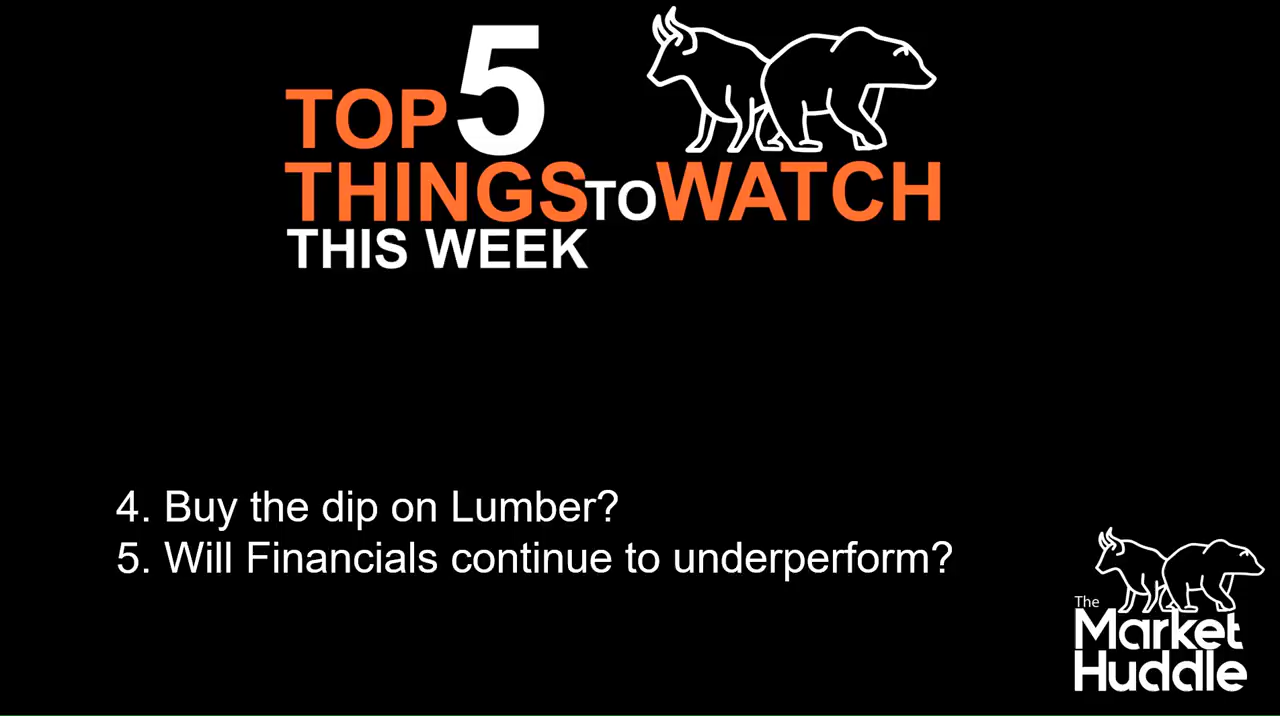 TOP 5
THINGS TO WATCH
THIS WEEK
4. Buy the dip on Lumber?
5. Will Financials continue to underperform?
The
Market
Huddle